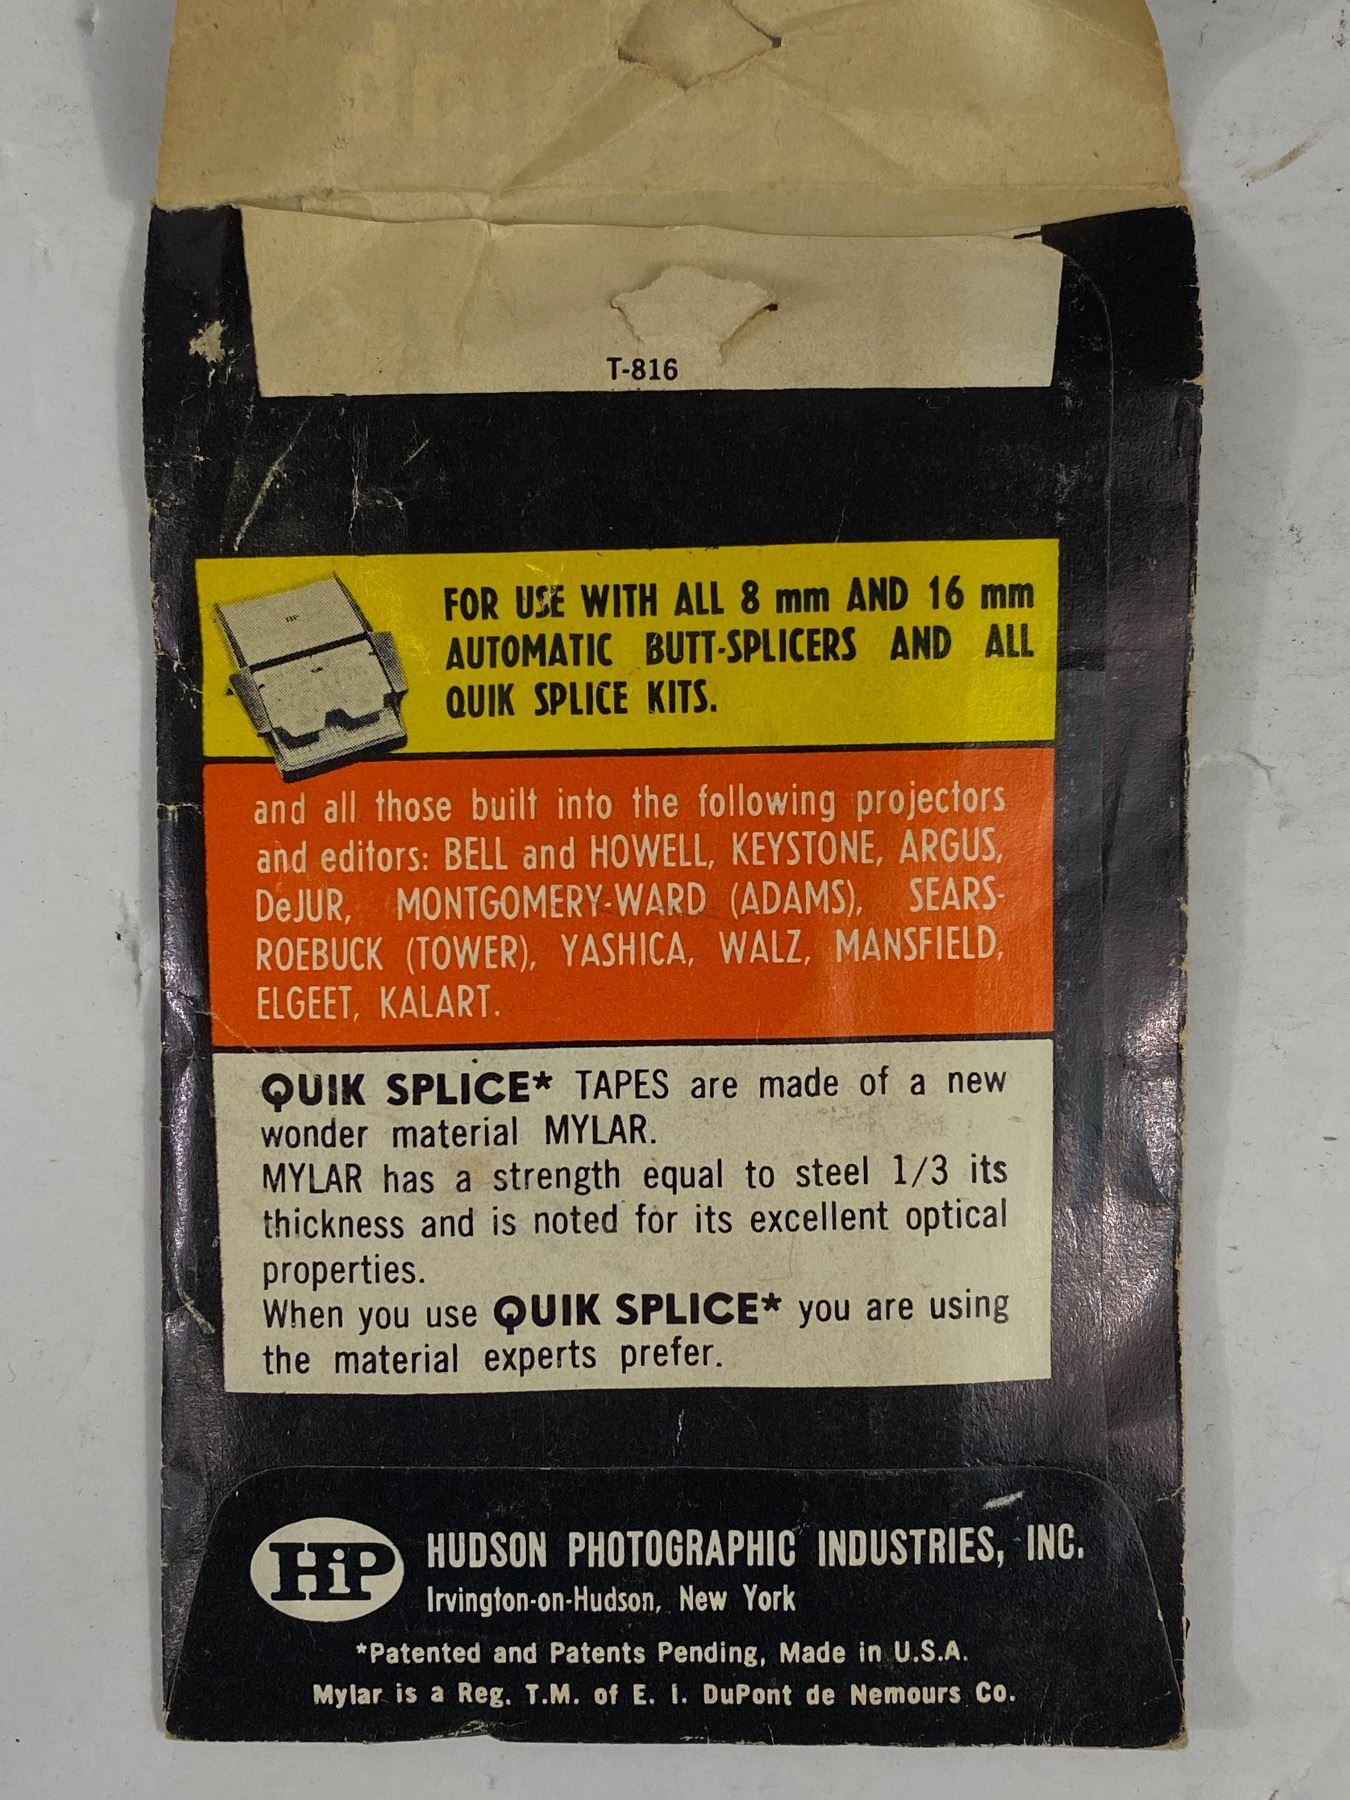 T-816
FOR USE WITH ALL 8 mm AND 16 mm
AUTOMATIC BUTT-SPLICERS AND ALL
QUIK SPLICE KITS.
and all those built into the following projectors
and editors: BELL and HOWELL, KEYSTONE, ARGUS,
DeJUR, MONTGOMERY-WARD (ADAMS), SEARS-
ROEBUCK (TOWER), YASHICA, WALZ, MANSFIELD,
ELGEET, KALART.
QUIK SPLICE* TAPES are made of a new
wonder material MYLAR.
MYLAR has a strength equal to steel 1/3 its
thickness and is noted for its excellent optical
properties.
When you use QUIK SPLICE* you are using
the material experts prefer.
HiP
HUDSON PHOTOGRAPHIC INDUSTRIES, INC.
Irvington-on-Hudson, New York
*Patented and Patents Pending, Made in U.S.A.
Mylar is a Reg. T.M. of E. I. DuPont de Nemours Co.